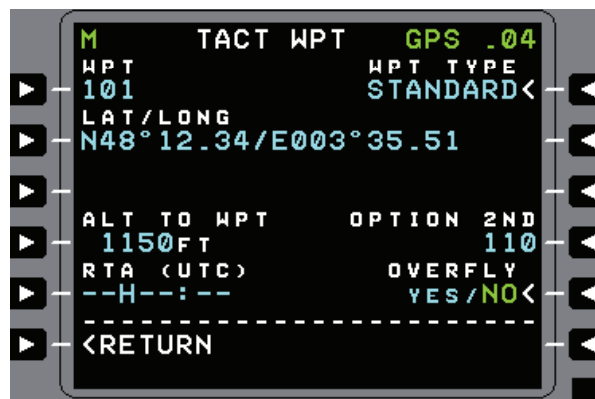 M TACT WPT GPS .04
WPT WPT TYPE
101 STANDARD<
LAT/LONG
N48°12.34/E003°35.51
ALT TO WPT OPTION 2ND
1150FT 110
RTA (UTC) OVERFLY
--H--:-- YES/NO<
<RETURN